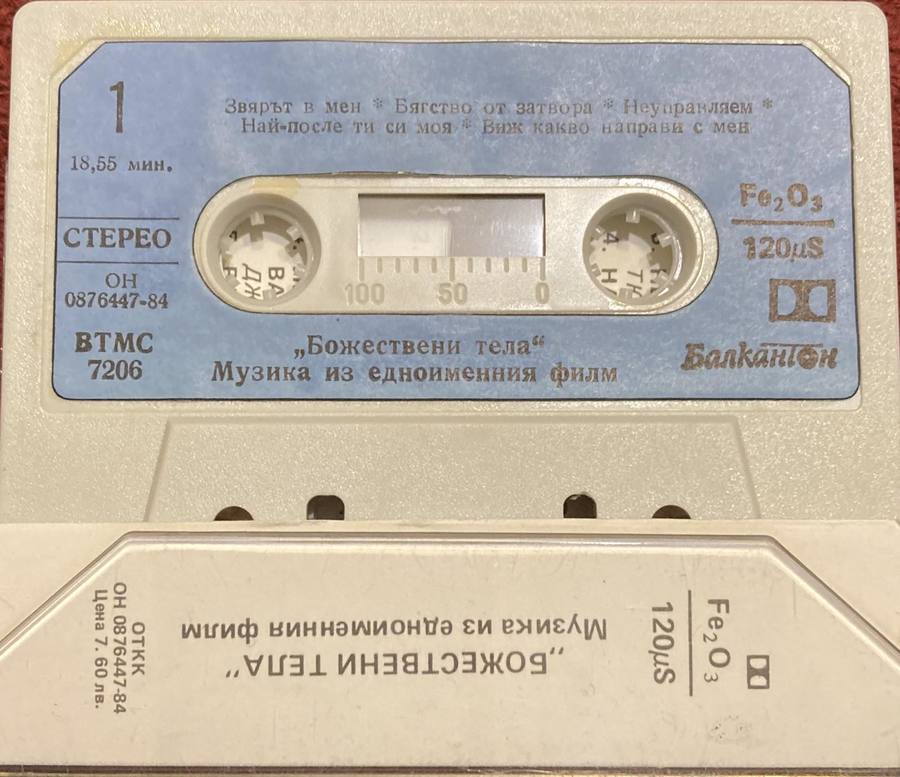 1
Звярът в мен * Бягство от затвора * Неуправляем *
Най-после ти си моя * Виж какво направи с мен
18,55 мин.
СТЕРЕО
ОН
0876447-84
ВТМС
7206
Fe₂O₃
120µS
100 50 0
„Божествени тела“
Музика из едноименния филм
Балкантон
„БОЖЕСТВЕНИ ТЕЛА“
Музика из едноименния филм
Fe₂O₃
120µS
ОТКК
ОН 0876447-84
Цена 7. 60 лв.